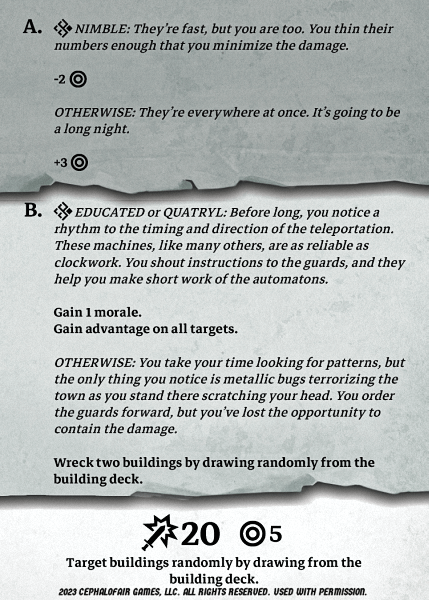 A. NIMBLE: They're fast, but you are too. You thin their
numbers enough that you minimize the damage.
-2
OTHERWISE: They're everywhere at once. It's going to be
a long night.
+3
B. EDUCATED or QUATRYL: Before long, you notice a
rhythm to the timing and direction of the teleportation.
These machines, like many others, are as reliable as
clockwork. You shout instructions to the guards, and they
help you make short work of the automatons.
Gain 1 morale.
Gain advantage on all targets.
OTHERWISE: You take your time looking for patterns, but
the only thing you notice is metallic bugs terrorizing the
town as you stand there scratching your head. You order
the guards forward, but you've lost the opportunity to
contain the damage.
Wreck two buildings by drawing randomly from the
building deck.
20 5
Target buildings randomly by drawing from the
building deck.
2023 CEPHALOFAIR GAMES, LLC. ALL RIGHTS RESERVED. USED WITH PERMISSION.